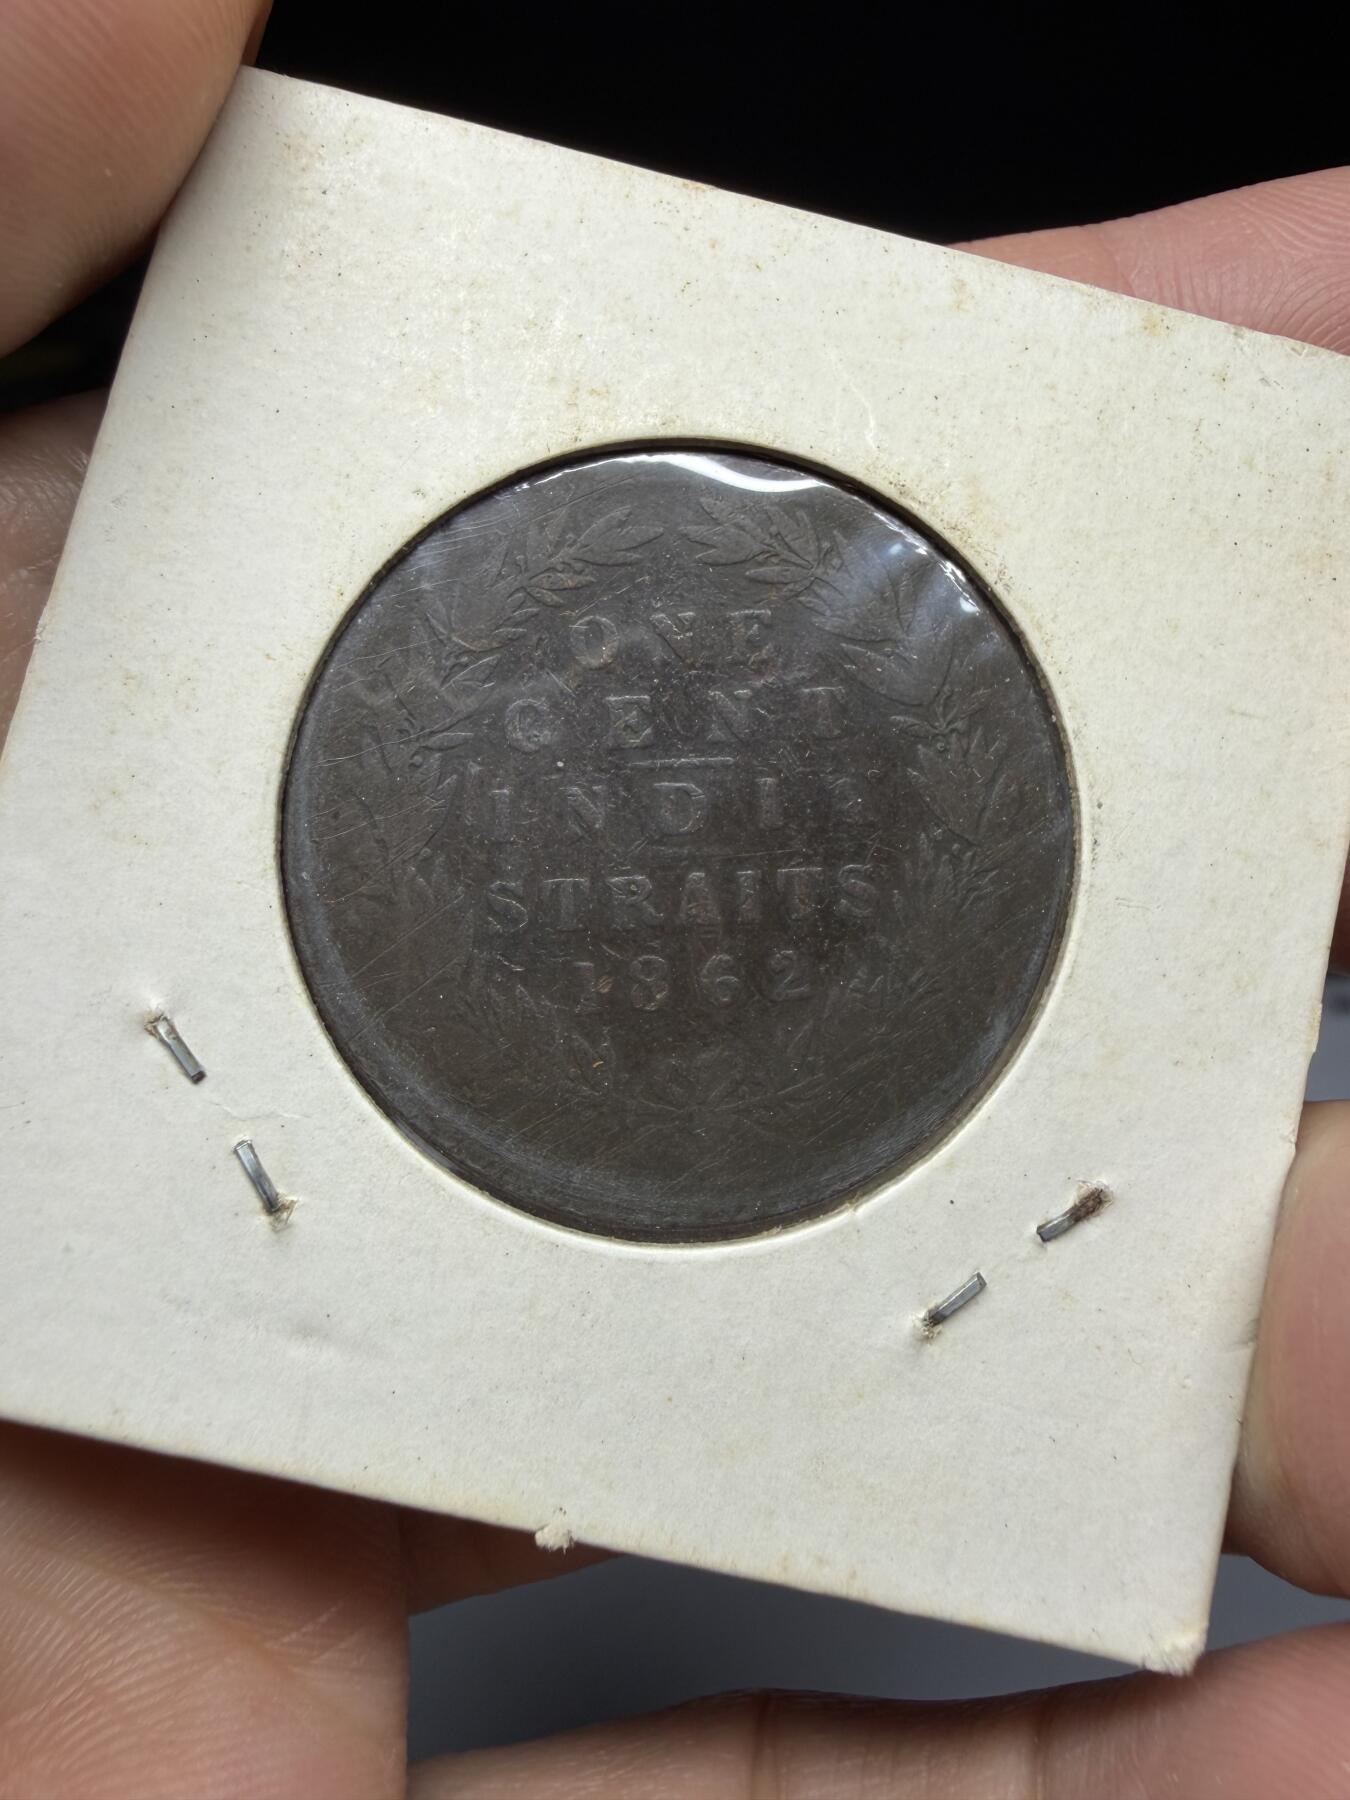 ONE
CENT
INDIA
STRAITS
1862